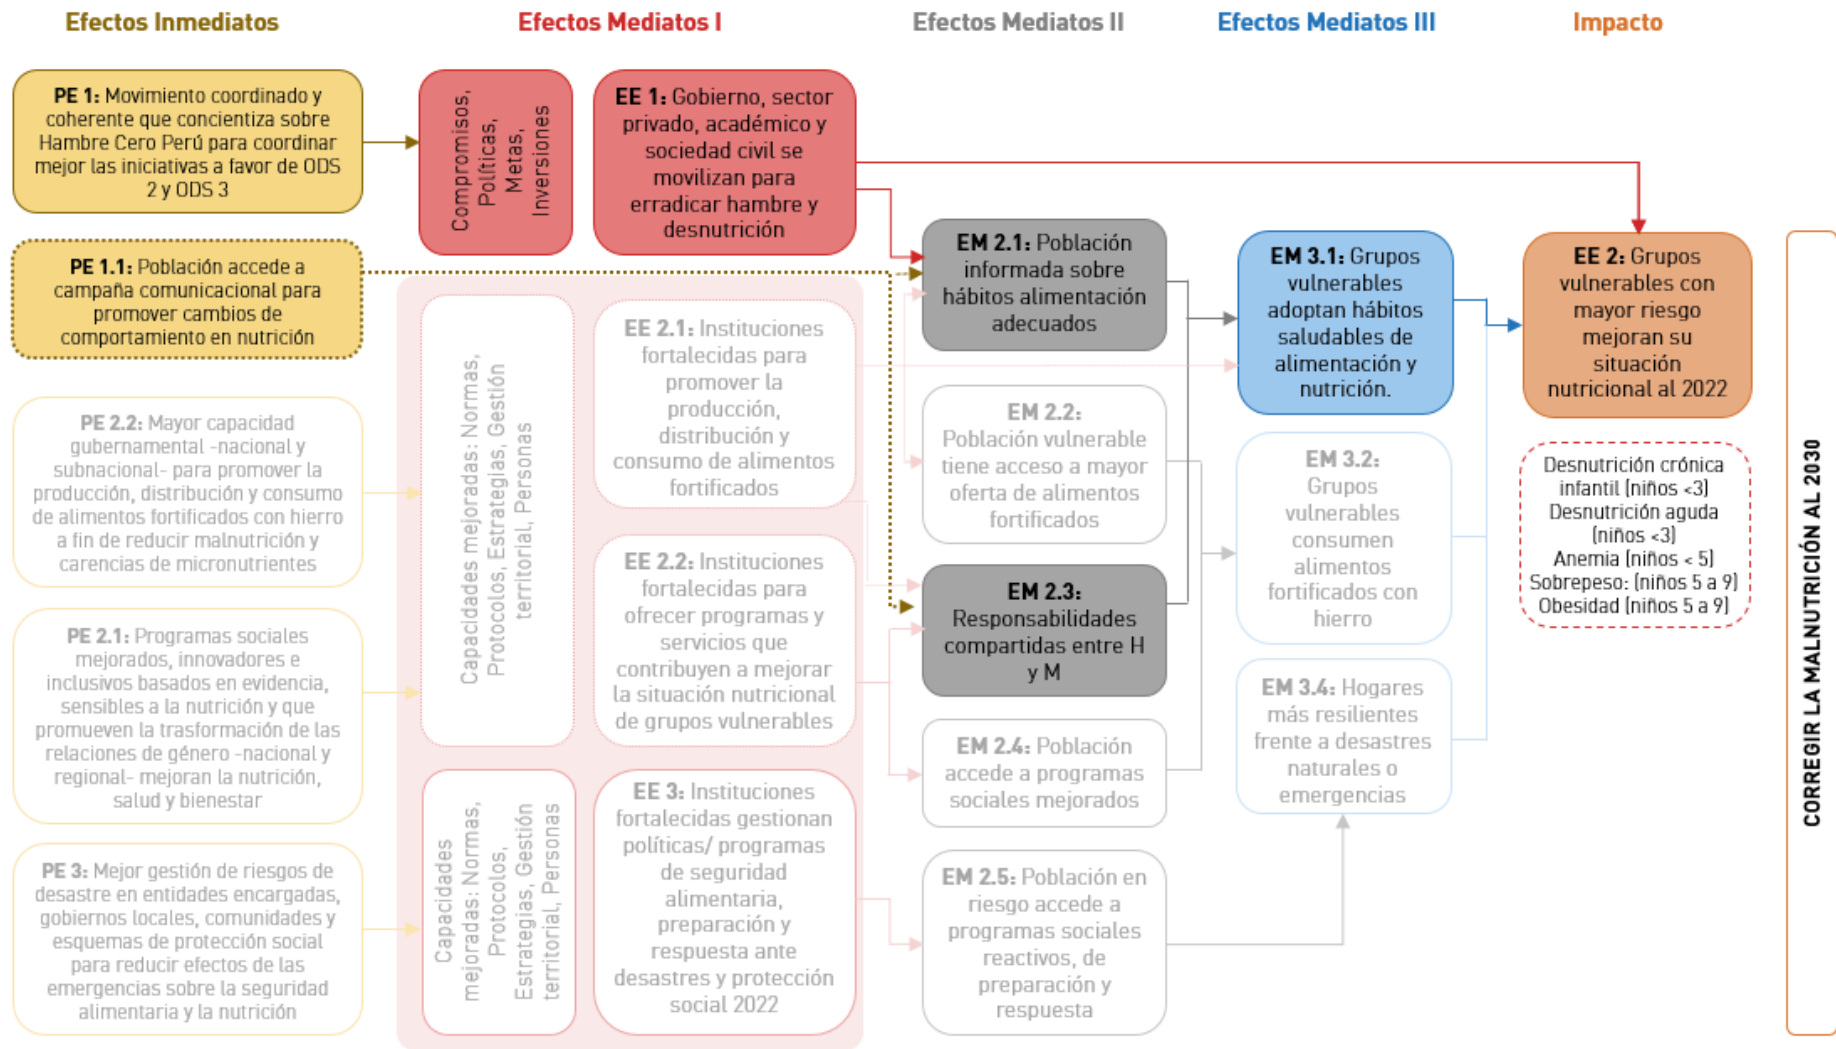 Efectos Inmediatos
Efectos Mediatos I
Efectos Mediatos II
Efectos Mediatos III
Impacto
PE 1: Movimiento coordinado y
coherente que concientiza sobre
Hambre Cero Perú para coordinar
mejor las iniciativas a favor de ODS
2 y ODS 3
PE 1.1: Población accede a
campaña comunicacional para
promover cambios de
comportamiento en nutrición
PE 2.2: Mayor capacidad
gubernamental -nacional y
subnacional- para promover la
producción, distribución y consumo
de alimentos fortificados con hierro
a fin de reducir malnutrición y
carencias de micronutrientes
PE 2.1: Programas sociales
mejorados, innovadores e
inclusivos basados en evidencia,
sensibles a la nutrición y que
promueven la trasformación de las
relaciones de género -nacional y
regional- mejoran la nutrición,
salud y bienestar
PE 3: Mejor gestión de riesgos de
desastre en entidades encargadas,
gobiernos locales, comunidades y
esquemas de protección social
para reducir efectos de las
emergencias sobre la seguridad
alimentaria y la nutrición
Compromisos,
Políticas,
Metas,
Inversiones
Capacidades mejoradas: Normas,
Protocolos, Estrategias, Gestión
territorial, Personas
Capacidades
mejoradas: Normas,
Protocolos,
Estrategias, Gestión
territorial, Personas
EE 1: Gobierno, sector
privado, académico y
sociedad civil se
movilizan para
erradicar hambre y
desnutrición
EE 2.1: Instituciones
fortalecidas para
promover la
producción,
distribución y
consumo de alimentos
fortificados
EE 2.2: Instituciones
fortalecidas para
ofrecer programas y
servicios que
contribuyen a mejorar
la situación nutricional
de grupos vulnerables
EE 3: Instituciones
fortalecidas gestionan
políticas/ programas
de seguridad
alimentaria,
preparación y
respuesta ante
desastres y protección
social 2022
EM 2.1: Población
informada sobre
hábitos alimentación
adecuados
EM 2.2:
Población vulnerable
tiene acceso a mayor
oferta de alimentos
fortificados
EM 2.3:
Responsabilidades
compartidas entre H
y M
EM 2.4: Población
accede a programas
sociales mejorados
EM 2.5: Población en
riesgo accede a
programas sociales
reactivos, de
preparación y
respuesta
EM 3.1: Grupos
vulnerables
adoptan hábitos
saludables de
alimentación y
nutrición.
EM 3.2:
Grupos
vulnerables
consumen
alimentos
fortificados con
hierro
EM 3.4: Hogares
más resilientes
frente a desastres
naturales o
emergencias
EE 2: Grupos
vulnerables con
mayor riesgo
mejoran su
situación
nutricional al 2022
Desnutrición crónica
infantil (niños <3)
Desnutrición aguda
(niños <3)
Anemia (niños < 5)
Sobrepeso: (niños 5 a 9)
Obesidad (niños 5 a 9)
CORREGIR LA MALNUTRICIÓN AL 2030